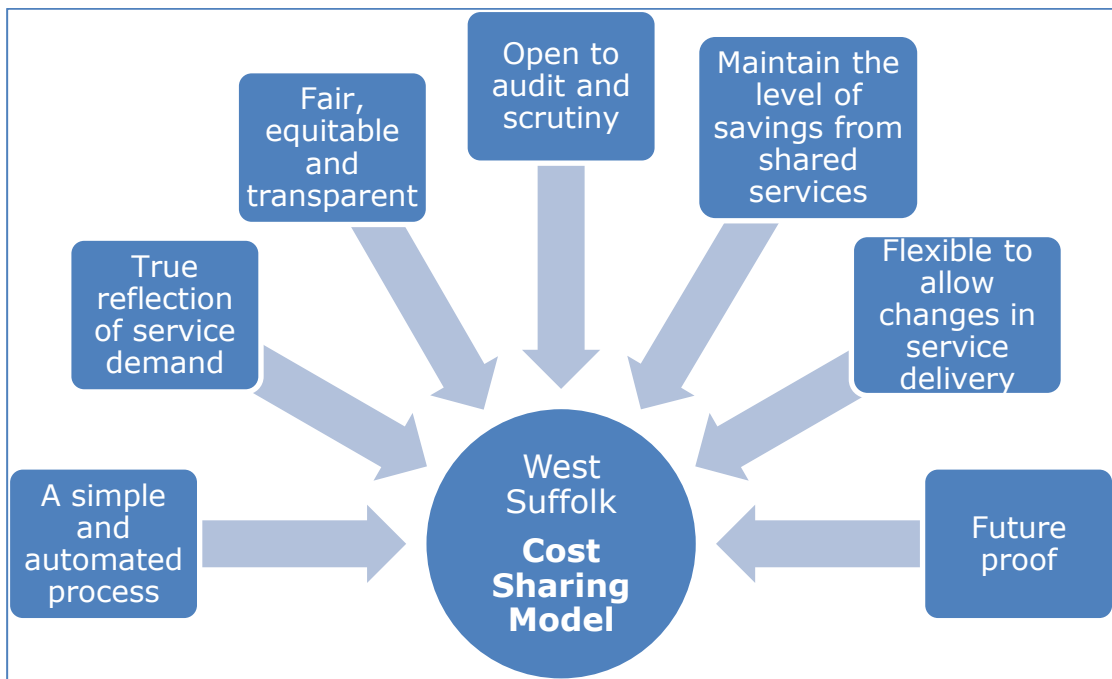 A simple
and
automated
process
True
reflection
of service
demand
Fair,
equitable
and
transparent
Open to
audit and
scrutiny
Maintain the
level of
savings from
shared
services
Flexible to
allow
changes in
service
delivery
Future
proof
West
Suffolk
Cost
Sharing
Model